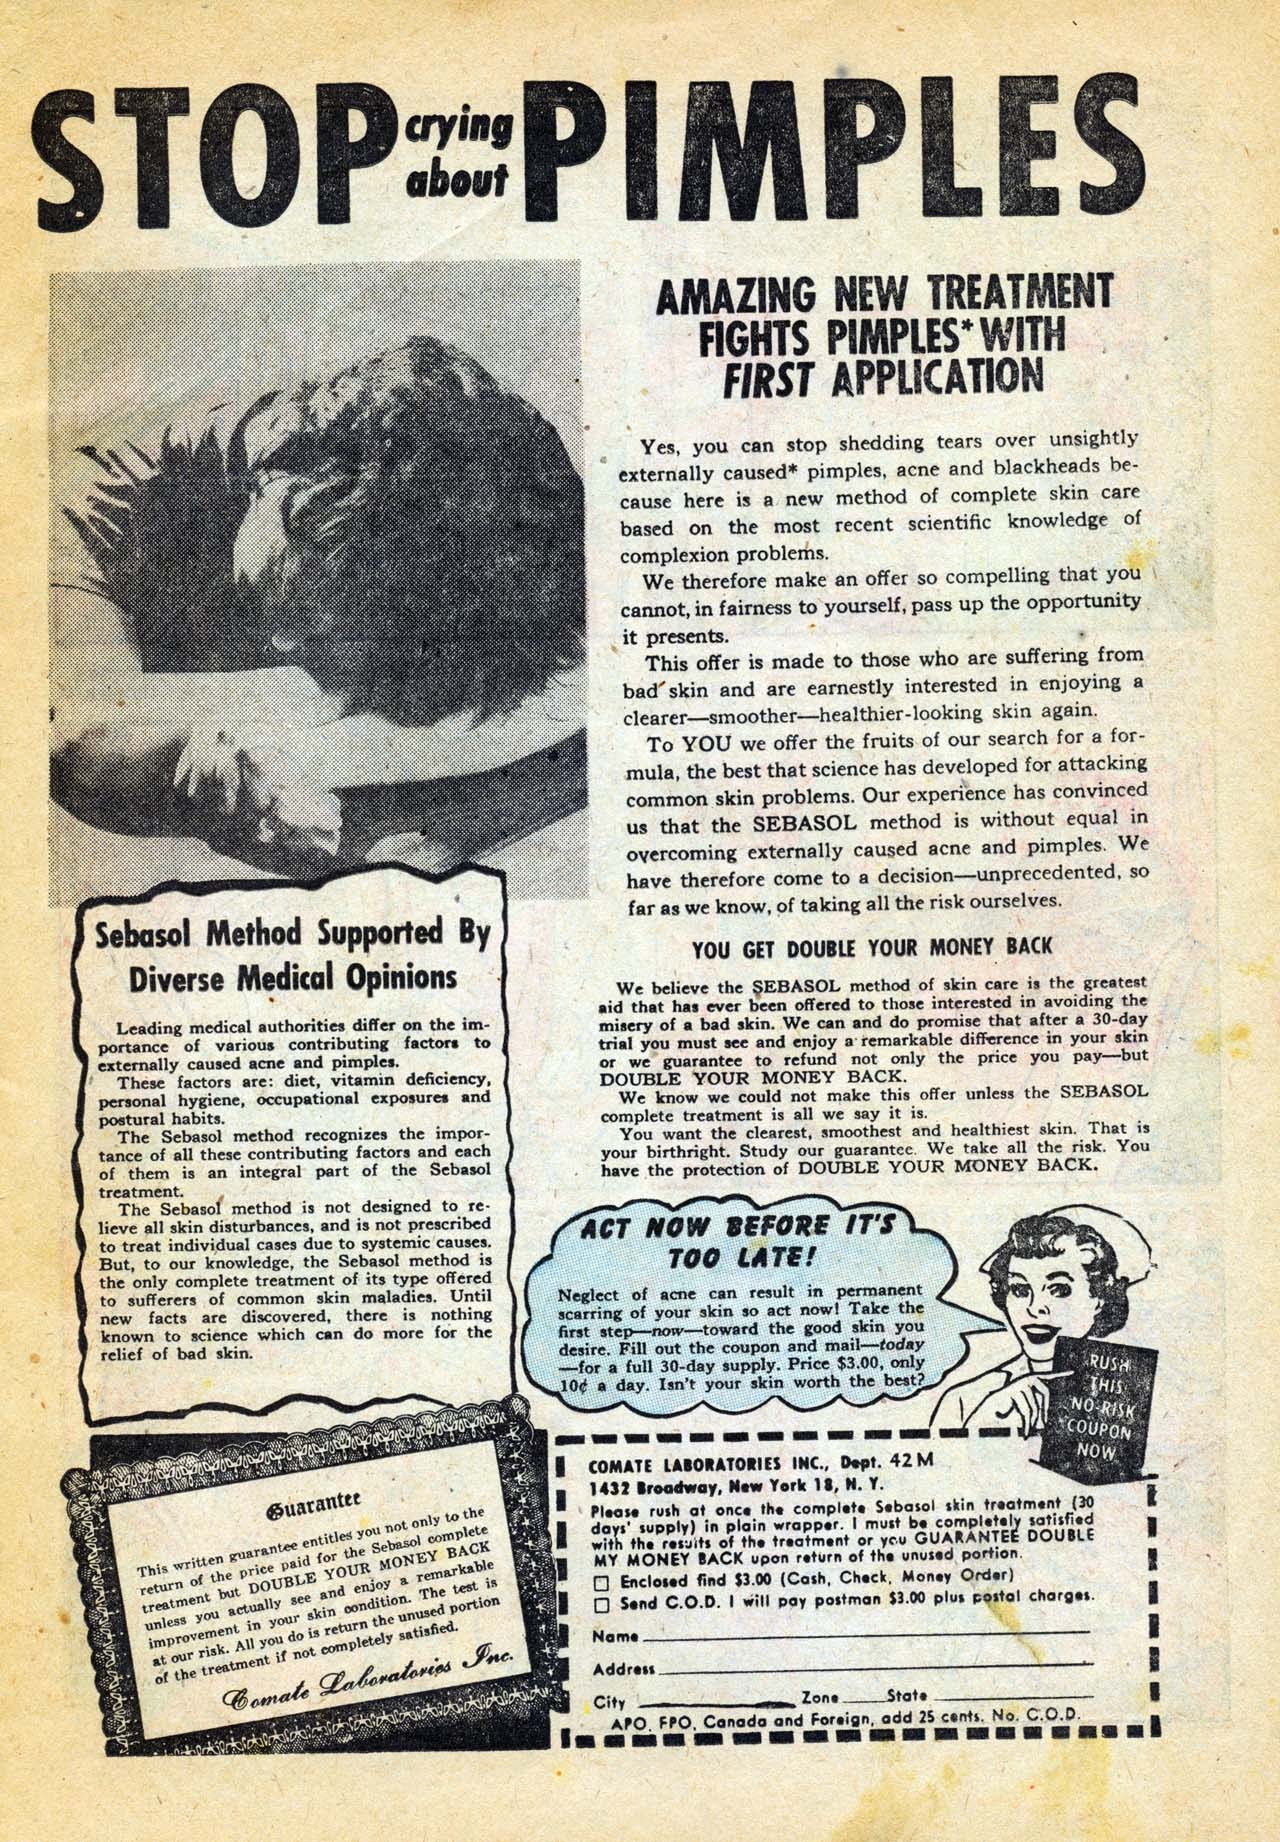 STOP crying about PIMPLES
AMAZING NEW TREATMENT
FIGHTS PIMPLES* WITH
FIRST APPLICATION
Yes, you can stop shedding tears over unsightly
externally caused* pimples, acne and blackheads be-
cause here is a new method of complete skin care
based on the most recent scientific knowledge of
complexion problems.
We therefore make an offer so compelling that you
cannot, in fairness to yourself, pass up the opportunity
it presents.
This offer is made to those who are suffering from
bad skin and are earnestly interested in enjoying a
clearer—smoother—healthier-looking skin again.
To YOU we offer the fruits of our search for a for-
mula, the best that science has developed for attacking
common skin problems. Our experience has convinced
us that the SEBASOL method is without equal in
overcoming externally caused acne and pimples. We
have therefore come to a decision—unprecedented, so
far as we know, of taking all the risk ourselves.
YOU GET DOUBLE YOUR MONEY BACK
We believe the SEBASOL method of skin care is the greatest
aid that has ever been offered to those interested in avoiding the
misery of a bad skin. We can and do promise that after a 30-day
trial you must see and enjoy a remarkable difference in your skin
or we guarantee to refund not only the price you pay—but
DOUBLE YOUR MONEY BACK.
We know we could not make this offer unless the SEBASOL
complete treatment is all we say it is.
You want the clearest, smoothest and healthiest skin. That is
your birthright. Study our guarantee. We take all the risk. You
have the protection of DOUBLE YOUR MONEY BACK.
Sebasol Method Supported By
Diverse Medical Opinions
Leading medical authorities differ on the im-
portance of various contributing factors to
externally caused acne and pimples.
These factors are: diet, vitamin deficiency,
personal hygiene, occupational exposures and
postural habits.
The Sebasol method recognizes the impor-
tance of all these contributing factors and each
of them is an integral part of the Sebasol
treatment.
The Sebasol method is not designed to re-
lieve all skin disturbances, and is not prescribed
to treat individual cases due to systemic causes.
But, to our knowledge, the Sebasol method is
the only complete treatment of its type offered
to sufferers of common skin maladies. Until
new facts are discovered, there is nothing
known to science which can do more for the
relief of bad skin.
ACT NOW BEFORE IT'S
TOO LATE!
Neglect of acne can result in permanent
scarring of your skin so act now! Take the
first step—now—toward the good skin you
desire. Fill out the coupon and mail—today
—for a full 30-day supply. Price $3.00, only
10¢ a day. Isn't your skin worth the best?
RUSH
THIS
NO-RISK
COUPON
NOW
Guarantee
This written guarantee entitles you not only to the
return of the price paid for the Sebasol complete
treatment but DOUBLE YOUR MONEY BACK
unless you actually see and enjoy a remarkable
improvement in your skin condition. The test is
at our risk. All you do is return the unused portion
of the treatment if not completely satisfied.
Comate Laboratories Inc.
COMATE LABORATORIES INC., Dept. 42 M
1432 Broadway, New York 18, N. Y.
Please rush at once the complete Sebasol skin treatment (30
days' supply) in plain wrapper. I must be completely satisfied
with the results of the treatment or you GUARANTEE DOUBLE
MY MONEY BACK upon return of the unused portion.
☐ Enclosed find $3.00 (Cash, Check, Money Order)
☐ Send C.O.D. I will pay postman $3.00 plus postal charges.
Name
Address
City Zone State
APO, FPO, Canada and Foreign, add 25 cents. No. C.O.D.